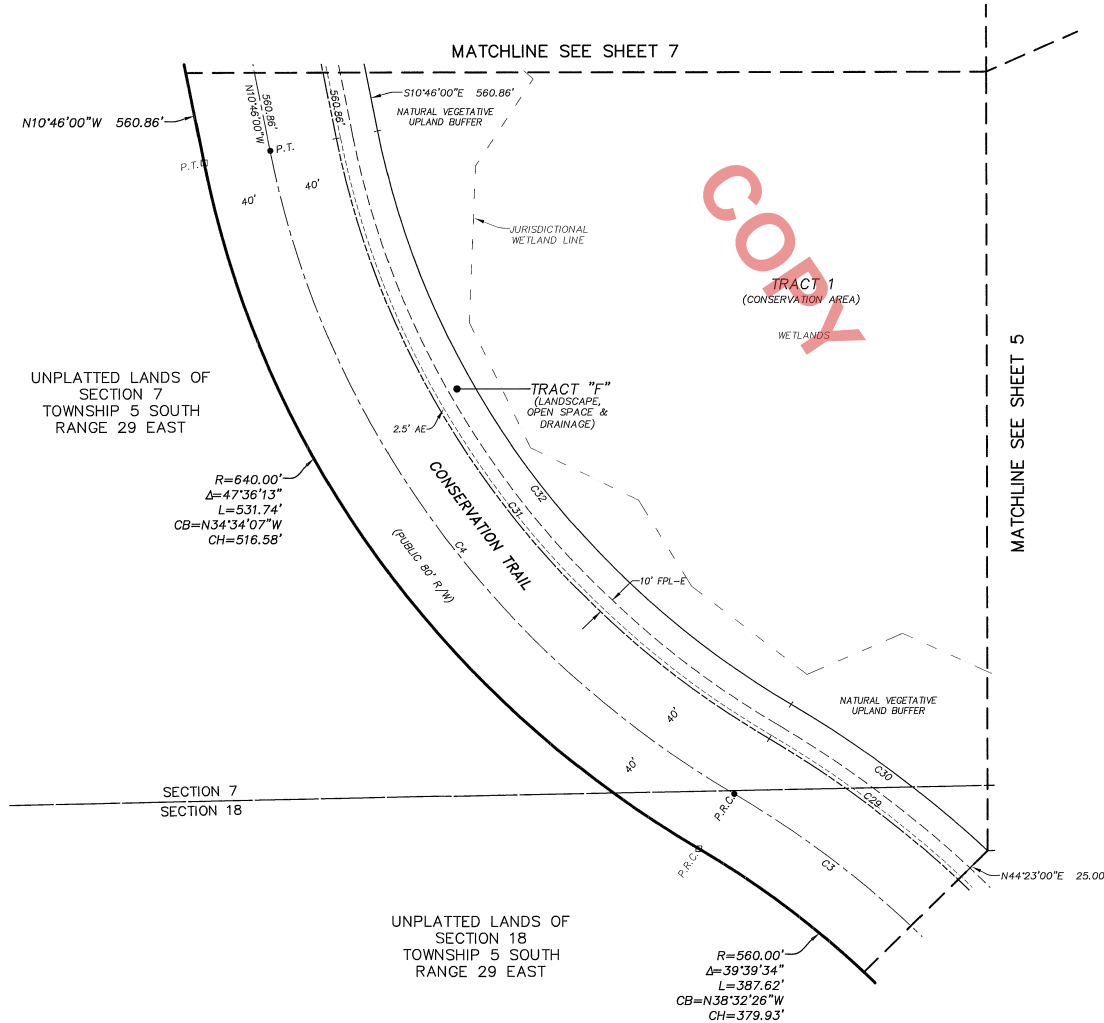 MATCHLINE SEE SHEET 7
S10°46'00"E 560.86'
NATURAL VEGETATIVE
UPLAND BUFFER
N10°46'00"W 560.86'
560.86'
N10°46'00"W
560.86'
P.T.
P.T.
40'
40'
JURISDICTIONAL
WETLAND LINE
COPY
TRACT 1
(CONSERVATION AREA)
WETLANDS
MATCHLINE SEE SHEET 5
UNPLATTED LANDS OF
SECTION 7
TOWNSHIP 5 SOUTH
RANGE 29 EAST
TRACT "F"
(LANDSCAPE,
OPEN SPACE &
DRAINAGE)
2.5' AE
R=640.00'
Δ=47°36'13"
L=531.74'
CB=N34°34'07"W
CH=516.58'
CONSERVATION TRAIL
(PUBLIC 80' R/W)
C32
C31
C4
10' FPL-E
NATURAL VEGETATIVE
UPLAND BUFFER
40'
40'
C30
C29
SECTION 7
SECTION 18
P.R.C.
P.R.C.
C3
N44°23'00"E 25.00
UNPLATTED LANDS OF
SECTION 18
TOWNSHIP 5 SOUTH
RANGE 29 EAST
R=560.00'
Δ=39°39'34"
L=387.62'
CB=N38°32'26"W
CH=379.93'